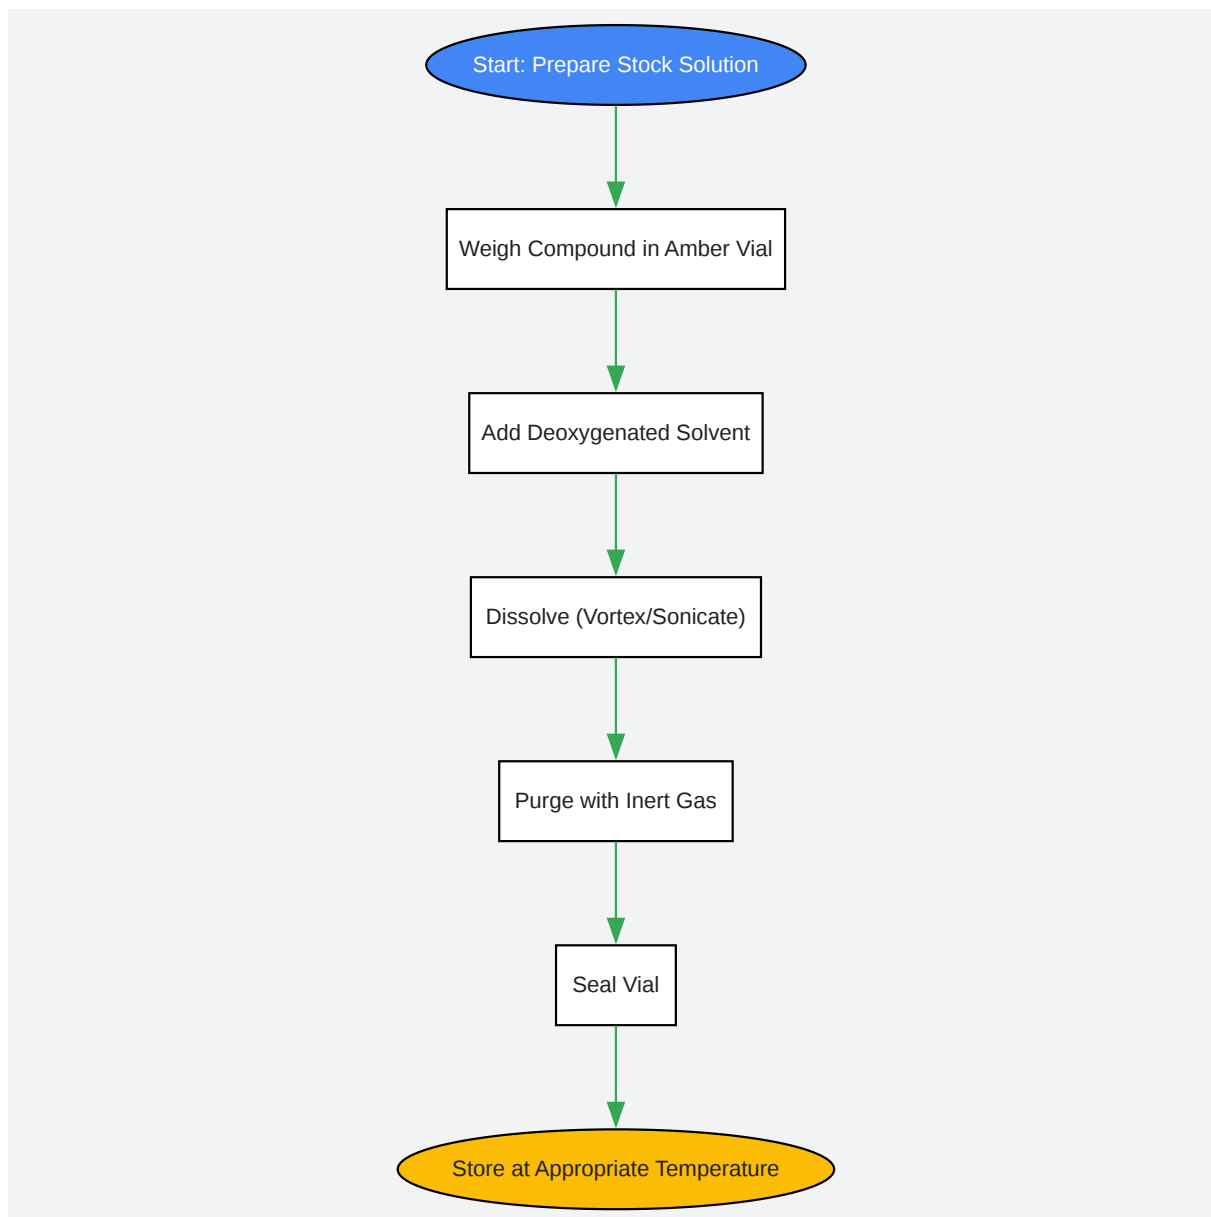 Start: Prepare Stock Solution
Weigh Compound in Amber Vial
Add Deoxygenated Solvent
Dissolve (Vortex/Sonicate)
Purge with Inert Gas
Seal Vial
Store at Appropriate Temperature